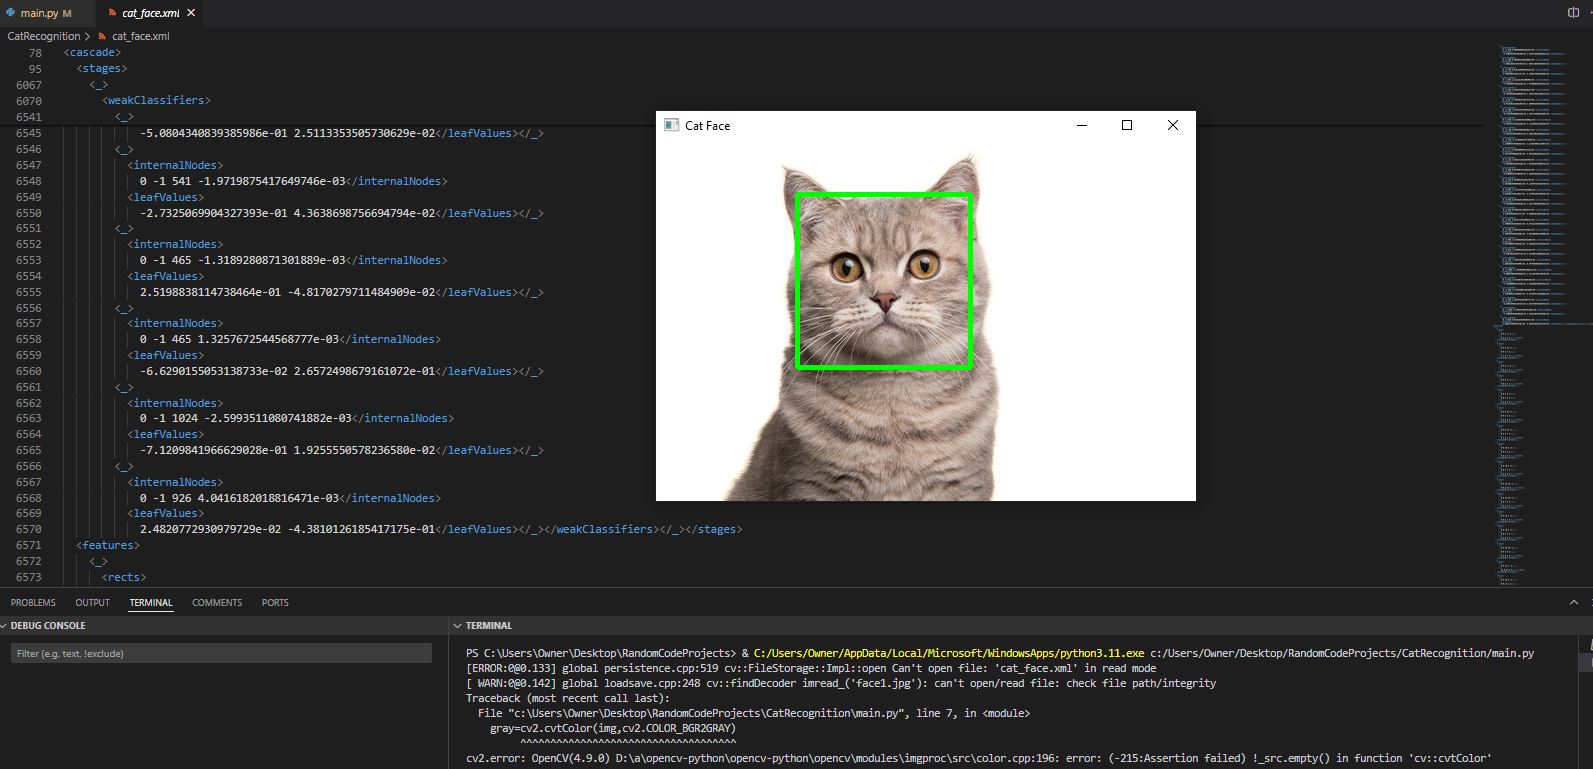 main.py M cat_face.xml
CatRecognition > cat_face.xml
78 <cascade>
95 <stages>
6067 <_>
6070 <weakClassifiers>
6541 <_>
6545 -5.0804340839385986e-01 2.5113353505730629e-02</leafValues></_>
6546 <_>
6547 <internalNodes>
6548 0 -1 541 -1.9719875417649746e-03</internalNodes>
6549 <leafValues>
6550 -2.7325069904327393e-01 4.3638698756694794e-02</leafValues></_>
6551 <_>
6552 <internalNodes>
6553 0 -1 465 -1.3189280871301889e-03</internalNodes>
6554 <leafValues>
6555 2.5198838114738464e-01 -4.8170279711484909e-02</leafValues></_>
6556 <_>
6557 <internalNodes>
6558 0 -1 465 1.3257672544568777e-03</internalNodes>
6559 <leafValues>
6560 -6.6290155053138733e-02 2.6572498679161072e-01</leafValues></_>
6561 <_>
6562 <internalNodes>
6563 0 -1 1024 -2.5993511080741882e-03</internalNodes>
6564 <leafValues>
6565 -7.1209841966629028e-01 1.9255550578236580e-02</leafValues></_>
6566 <_>
6567 <internalNodes>
6568 0 -1 926 4.0416182018816471e-03</internalNodes>
6569 <leafValues>
6570 2.4820772930979729e-02 -4.3810126185417175e-01</leafValues></_></weakClassifiers></_></stages>
6571 <features>
6572 <_>
6573 <rects>
Cat Face
PROBLEMS OUTPUT TERMINAL COMMENTS PORTS
DEBUG CONSOLE
Filter (e.g. text, !exclude)
TERMINAL
PS C:\Users\Owner\Desktop\RandomCodeProjects> & C:/Users/Owner/AppData/Local/Microsoft/WindowsApps/python3.11.exe c:/Users/Owner/Desktop/RandomCodeProjects/CatRecognition/main.py
[ERROR:0@0.133] global persistence.cpp:519 cv::FileStorage::Impl::open Can't open file: 'cat_face.xml' in read mode
[ WARN:0@0.142] global loadsave.cpp:248 cv::findDecoder imread_('face1.jpg'): can't open/read file: check file path/integrity
Traceback (most recent call last):
File "c:\Users\Owner\Desktop\RandomCodeProjects\CatRecognition\main.py", line 7, in <module>
gray=cv2.cvtColor(img,cv2.COLOR_BGR2GRAY)
^^^^^^^^^^^^^^^^^^^^^^^^^^^^^^^^^^^^
cv2.error: OpenCV(4.9.0) D:\a\opencv-python\opencv-python\opencv\modules\imgproc\src\color.cpp:196: error: (-215:Assertion failed) !_src.empty() in function 'cv::cvtColor'